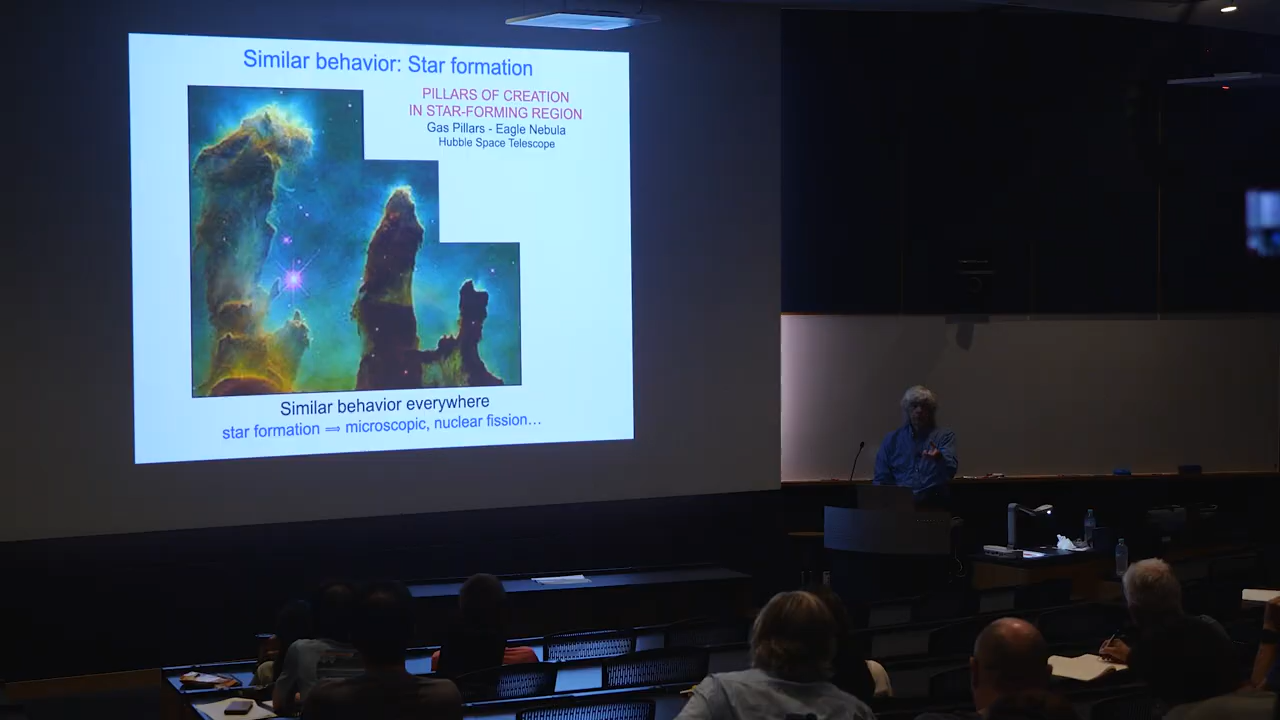 Similar behavior: Star formation
PILLARS OF CREATION
IN STAR-FORMING REGION
Gas Pillars - Eagle Nebula
Hubble Space Telescope
Similar behavior everywhere
star formation ⟹ microscopic, nuclear fission…